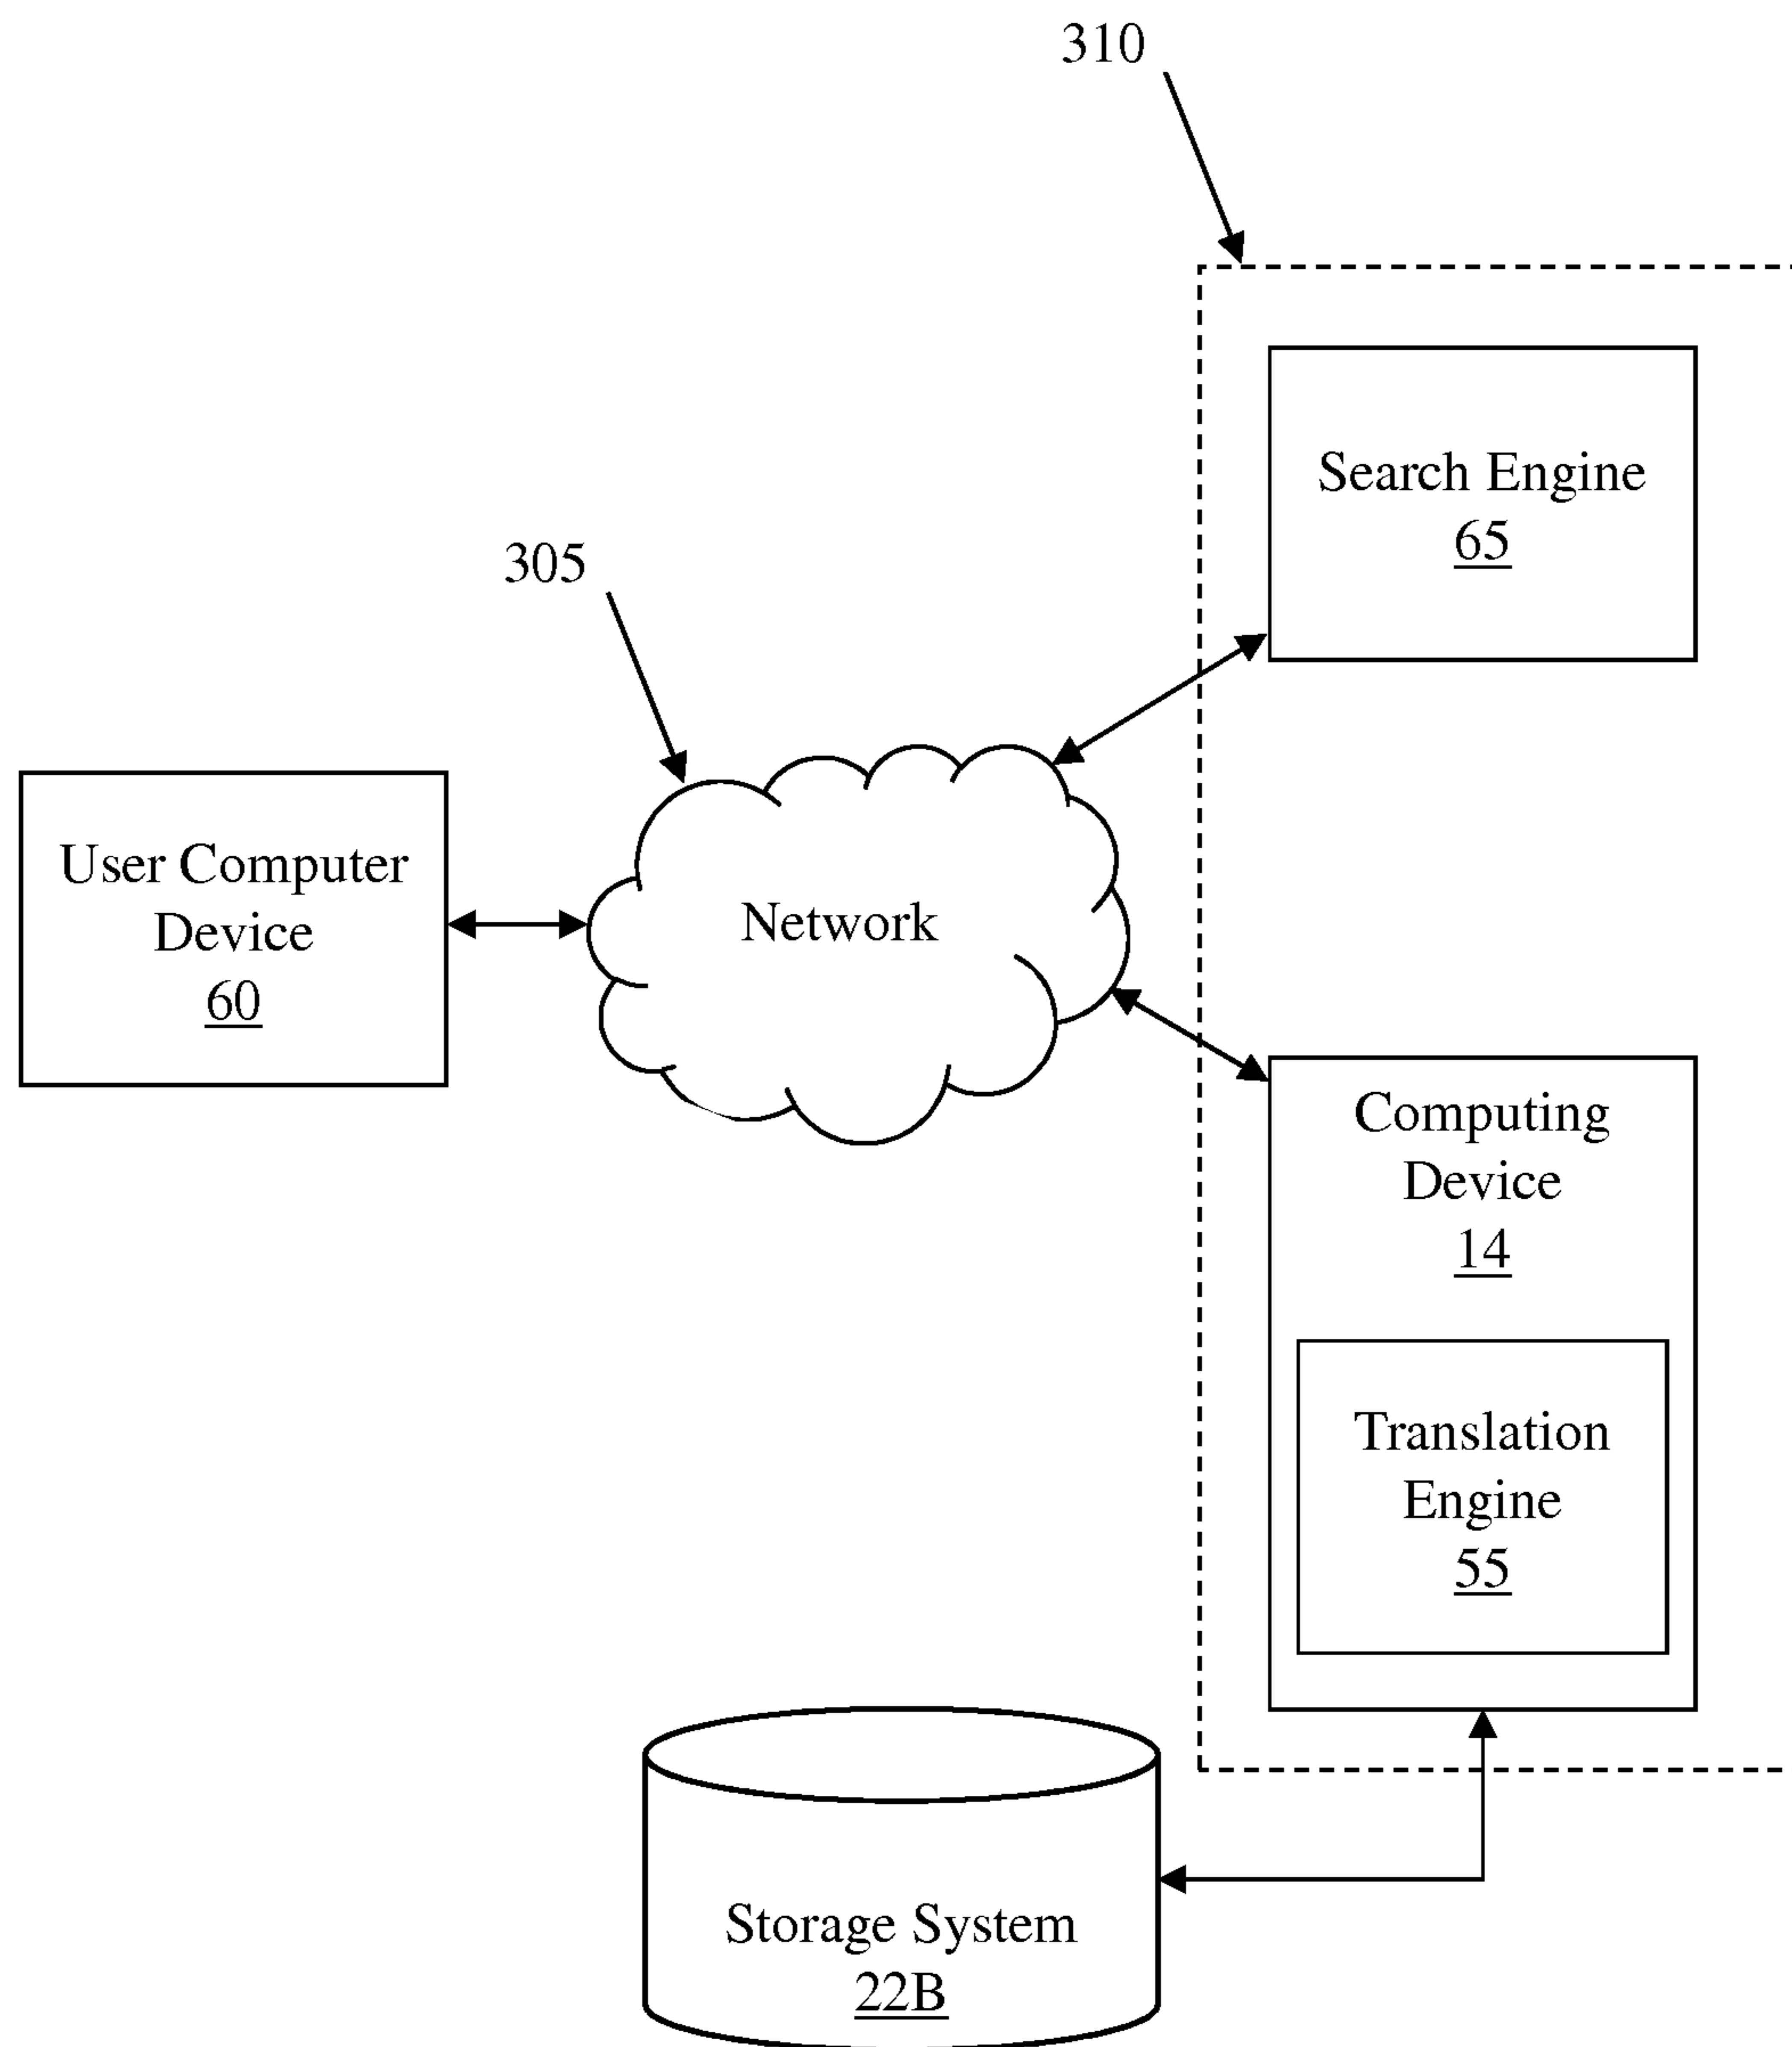 310
Search Engine
65
305
User Computer
Device
60
Network
Computing
Device
14
Translation
Engine
55
Storage System
22B